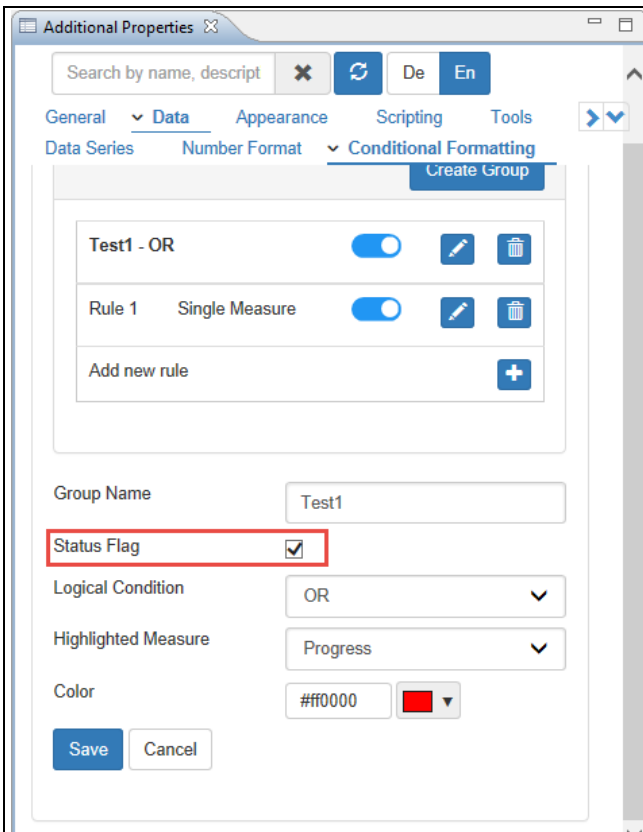 Additional Properties
Search by name, descript De En
General Data Appearance Scripting Tools
Data Series Number Format Conditional Formatting
Create Group
Test1 - OR
Rule 1 Single Measure
Add new rule
Group Name Test1
Status Flag
Logical Condition OR
Highlighted Measure Progress
Color #ff0000
Save Cancel